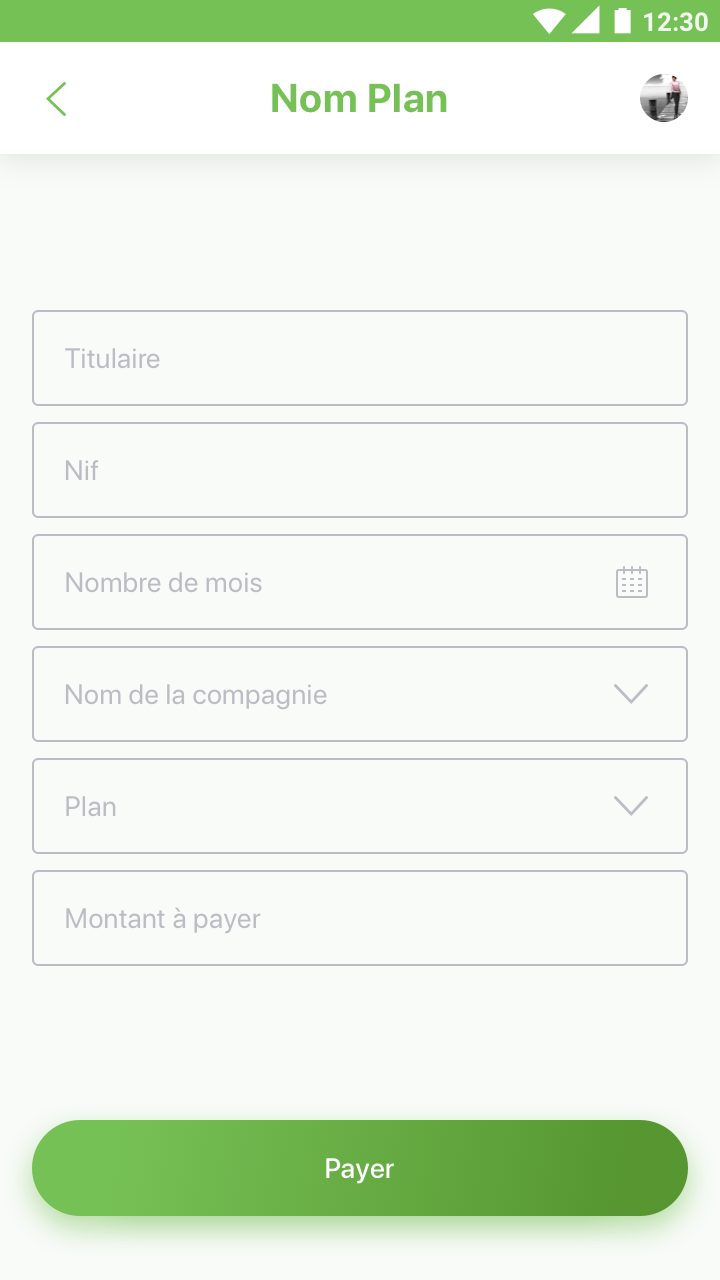 12:30
Nom Plan
Titulaire
Nif
Nombre de mois
Nom de la compagnie
Plan
Montant à payer
Payer